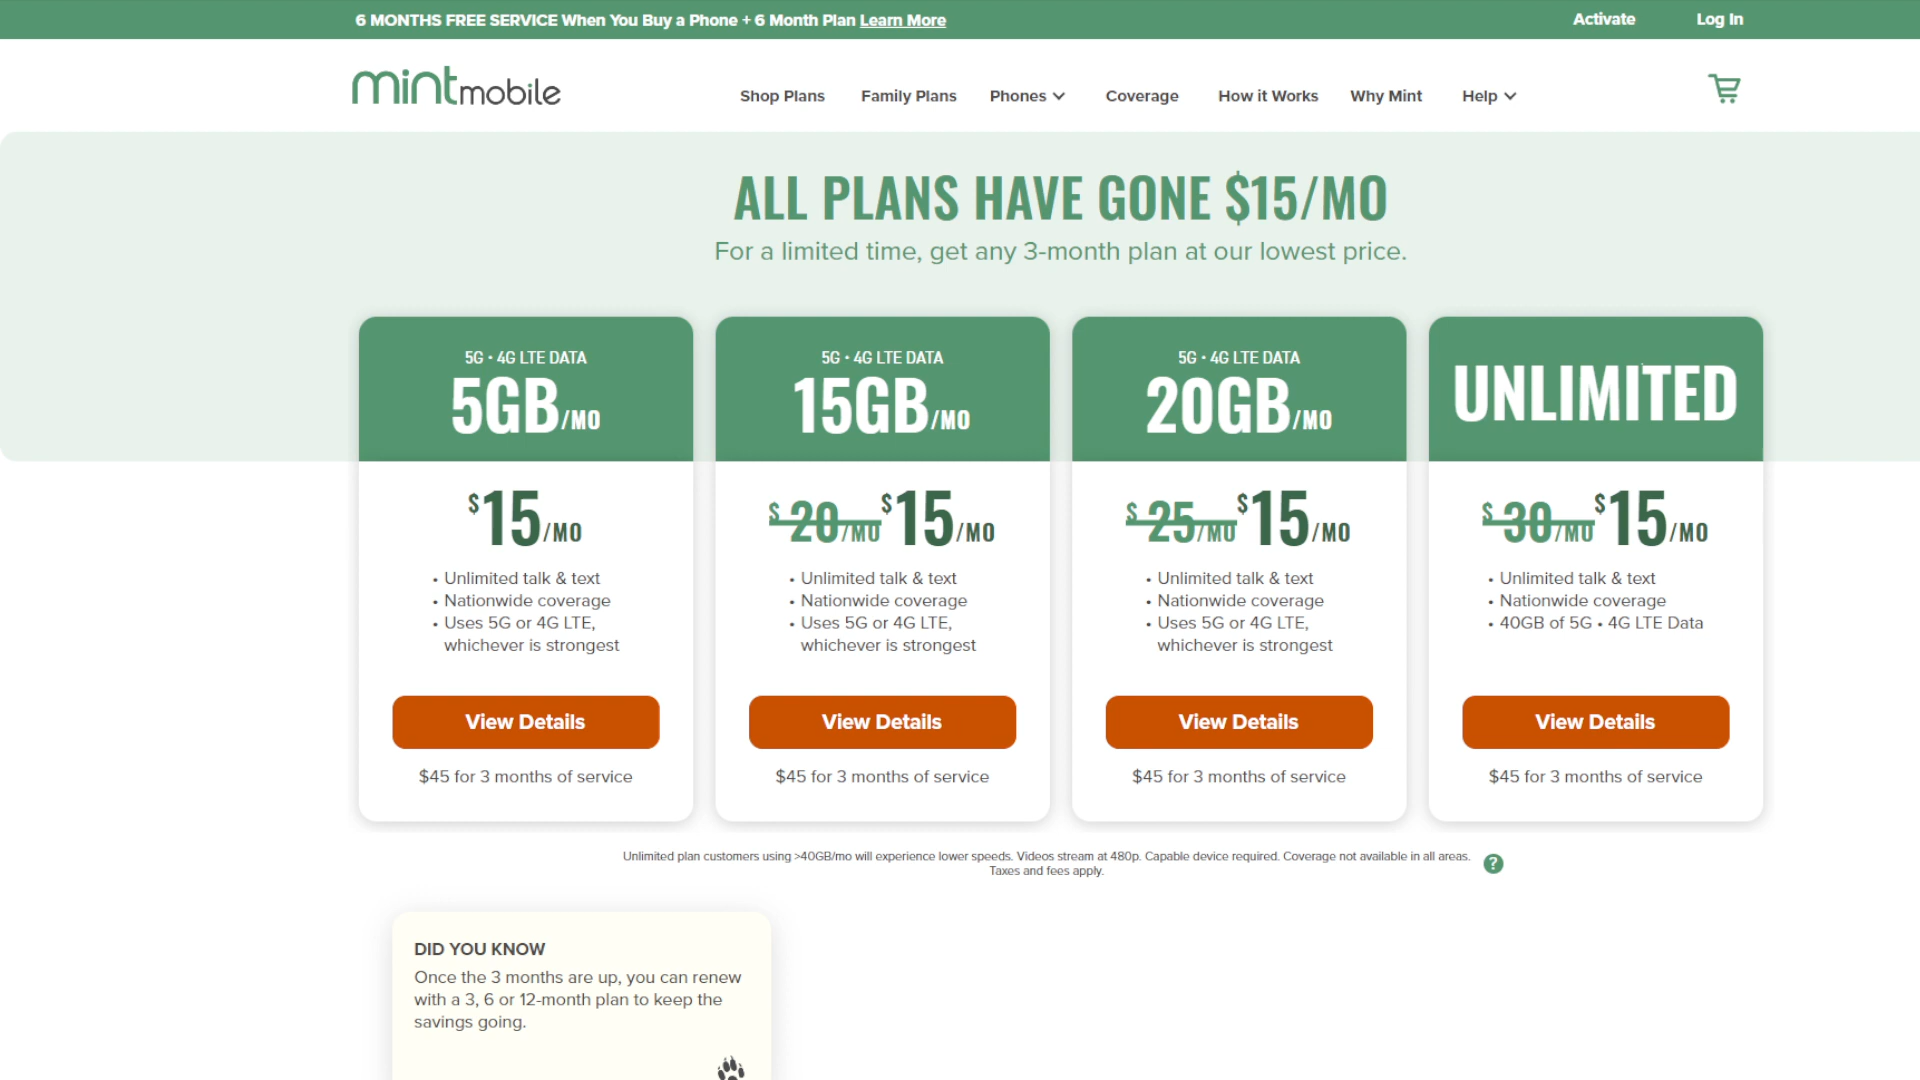 6 MONTHS FREE SERVICE When You Buy a Phone + 6 Month Plan Learn More
Activate
Log In
mintmobile
Shop Plans
Family Plans
Phones
Coverage
How it Works
Why Mint
Help
ALL PLANS HAVE GONE $15/MO
For a limited time, get any 3-month plan at our lowest price.
5G • 4G LTE DATA
5GB/MO
$15/MO
• Unlimited talk & text
• Nationwide coverage
• Uses 5G or 4G LTE,
whichever is strongest
View Details
$45 for 3 months of service
5G • 4G LTE DATA
15GB/MO
$20/MO $15/MO
• Unlimited talk & text
• Nationwide coverage
• Uses 5G or 4G LTE,
whichever is strongest
View Details
$45 for 3 months of service
5G • 4G LTE DATA
20GB/MO
$25/MO $15/MO
• Unlimited talk & text
• Nationwide coverage
• Uses 5G or 4G LTE,
whichever is strongest
View Details
$45 for 3 months of service
UNLIMITED
$30/MO $15/MO
• Unlimited talk & text
• Nationwide coverage
• 40GB of 5G • 4G LTE Data
View Details
$45 for 3 months of service
Unlimited plan customers using >40GB/mo will experience lower speeds. Videos stream at 480p. Capable device required. Coverage not available in all areas.
Taxes and fees apply.
?
DID YOU KNOW
Once the 3 months are up, you can renew
with a 3, 6 or 12-month plan to keep the
savings going.